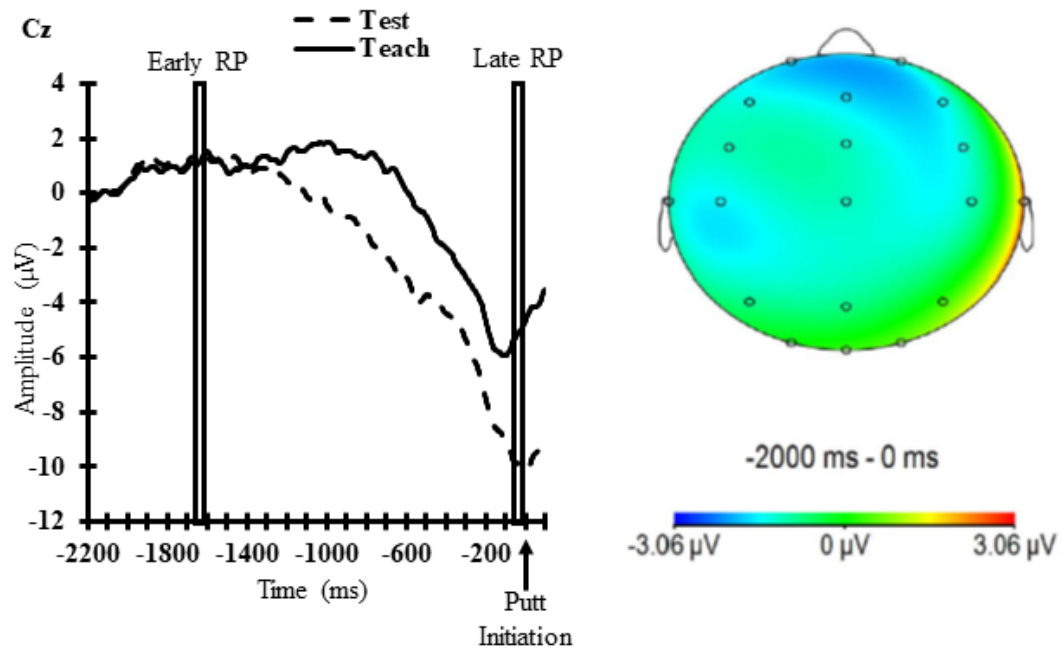 Cz
Test
Teach
Early RP
Late RP
4
2
0
-2
-4
-6
-8
-10
-12
Amplitude (μV)
-2200 -1800 -1400 -1000 -600 -200
Time (ms)
Putt
Initiation
-2000 ms - 0 ms
-3.06 μV 0 μV 3.06 μV